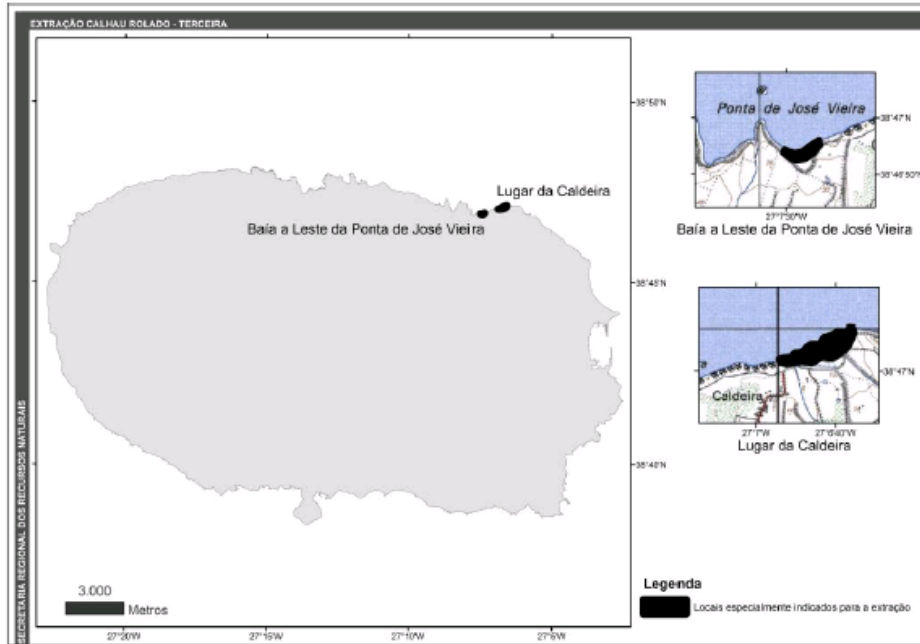 EXTRAÇÃO CALHAU ROLADO - TERCEIRA
SECRETARIA REGIONAL DOS RECURSOS NATURAIS
27°20'W
27°15'W
27°10'W
27°5'W
38°50'N
38°45'N
38°40'N
Lugar da Caldeira
Baía a Leste da Ponta de José Vieira
3.000
Metros
Ponta de José Vieira
38°47'N
38°46'50"N
27°7'30"W
Baía a Leste da Ponta de José Vieira
Caldeira
38°47'N
27°7'W
27°6'40"W
Lugar da Caldeira
Legenda
Locais especialmente indicados para a extração